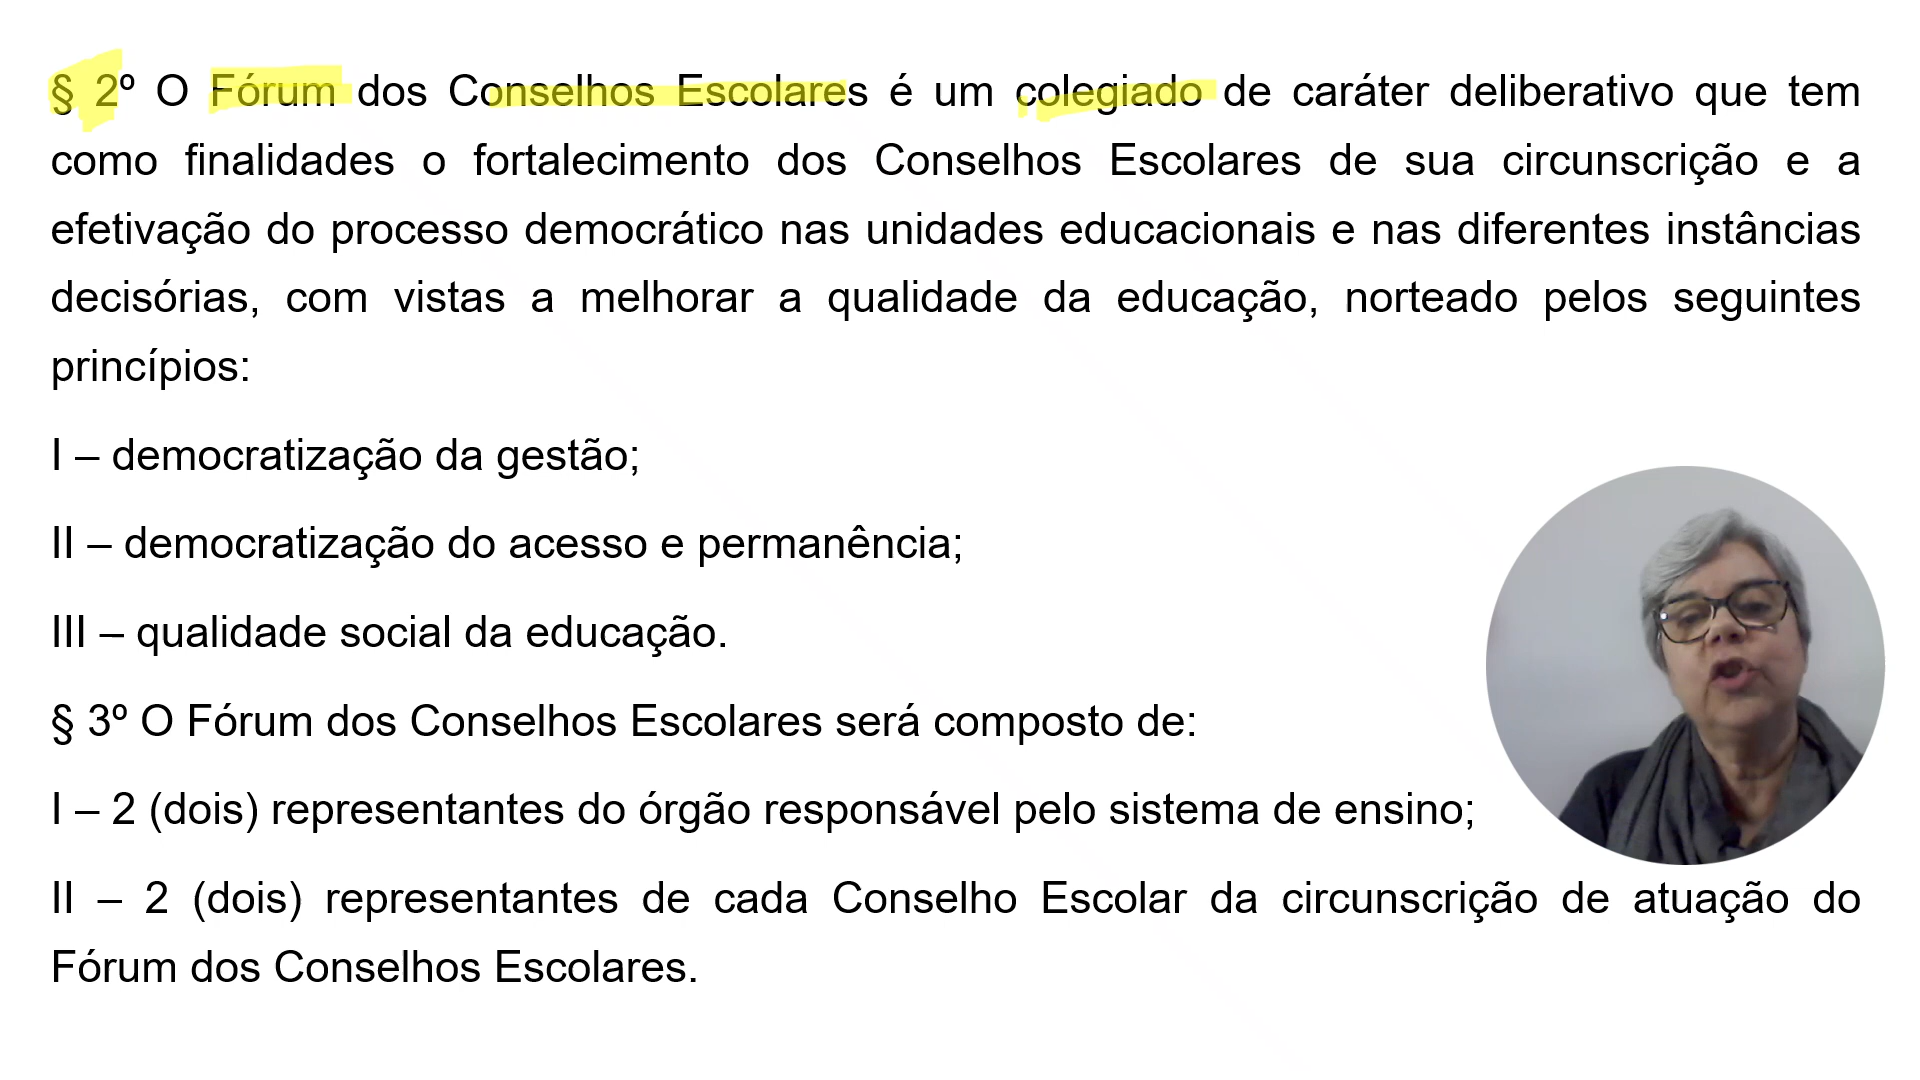 § 2º O Fórum dos Conselhos Escolares é um colegiado de caráter deliberativo que tem
como finalidades o fortalecimento dos Conselhos Escolares de sua circunscrição e a
efetivação do processo democrático nas unidades educacionais e nas diferentes instâncias
decisórias, com vistas a melhorar a qualidade da educação, norteado pelos seguintes
princípios:
I – democratização da gestão;
II – democratização do acesso e permanência;
III – qualidade social da educação.
§ 3º O Fórum dos Conselhos Escolares será composto de:
I – 2 (dois) representantes do órgão responsável pelo sistema de ensino;
II – 2 (dois) representantes de cada Conselho Escolar da circunscrição de atuação do
Fórum dos Conselhos Escolares.